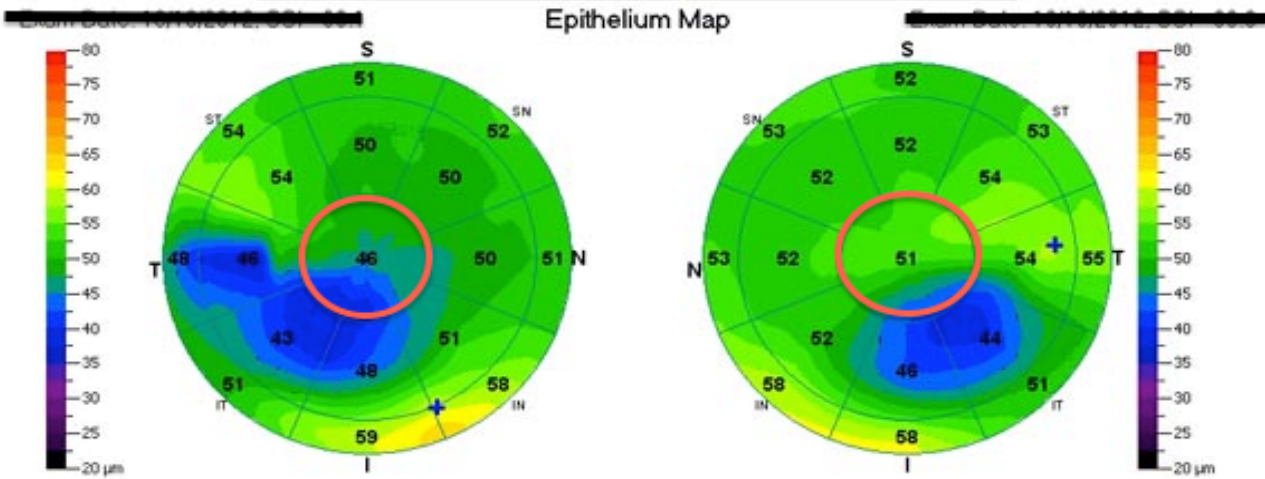 Epithelium Map
80 S S 80
51 52
75 75
ST 54 52 SN SN 53 53 ST
70 70
50 52
65 54 50 52 54 65
60 60
55 55
50 T 48 46 46 50 51 N N 53 52 51 54 55 T 50
45 45
40 43 51 52 44 40
35 48 46 35
30 51 58 58 51 30
IT IN IN IT
25 59 58 25
20 µm I I 20 µm